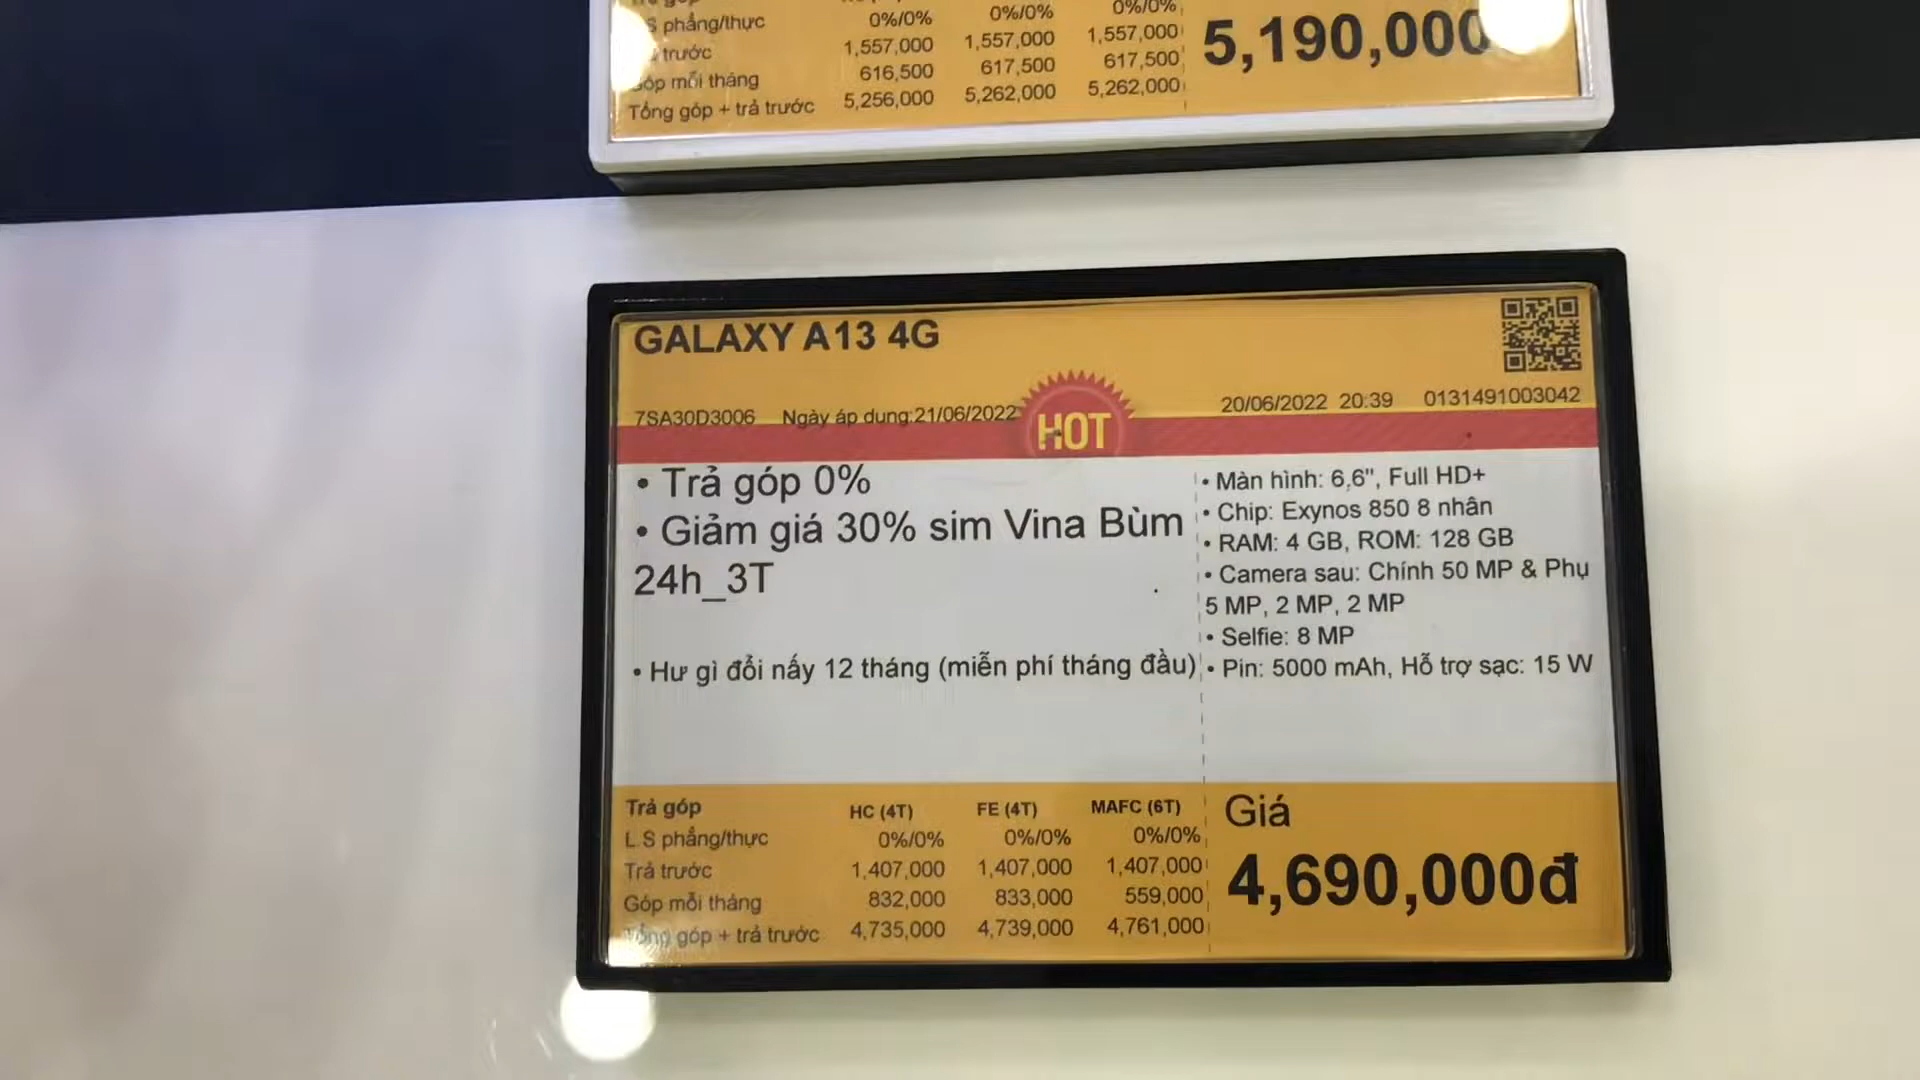 phẳng/thực 0%/0% 0%/0% 0%/0%
trước 1,557,000 1,557,000 1,557,000
mỗi tháng 616,500 617,500 617,500
Tổng góp + trả trước 5,256,000 5,262,000 5,262,000
5,190,000
GALAXY A13 4G
7SA30D3006 Ngày áp dụng:21/06/2022
HOT
20/06/2022 20:39 0131491003042
• Trả góp 0%
• Giảm giá 30% sim Vina Bùm
24h_3T
• Hư gì đổi nấy 12 tháng (miễn phí tháng đầu)
• Màn hình: 6,6", Full HD+
• Chip: Exynos 850 8 nhân
• RAM: 4 GB, ROM: 128 GB
• Camera sau: Chính 50 MP & Phụ
5 MP, 2 MP, 2 MP
• Selfie: 8 MP
• Pin: 5000 mAh, Hỗ trợ sạc: 15 W
Trả góp HC (4T) FE (4T) MAFC (6T)
L.S phẳng/thực 0%/0% 0%/0% 0%/0%
Trả trước 1,407,000 1,407,000 1,407,000
Góp mỗi tháng 832,000 833,000 559,000
Tổng góp + trả trước 4,735,000 4,739,000 4,761,000
Giá
4,690,000đ